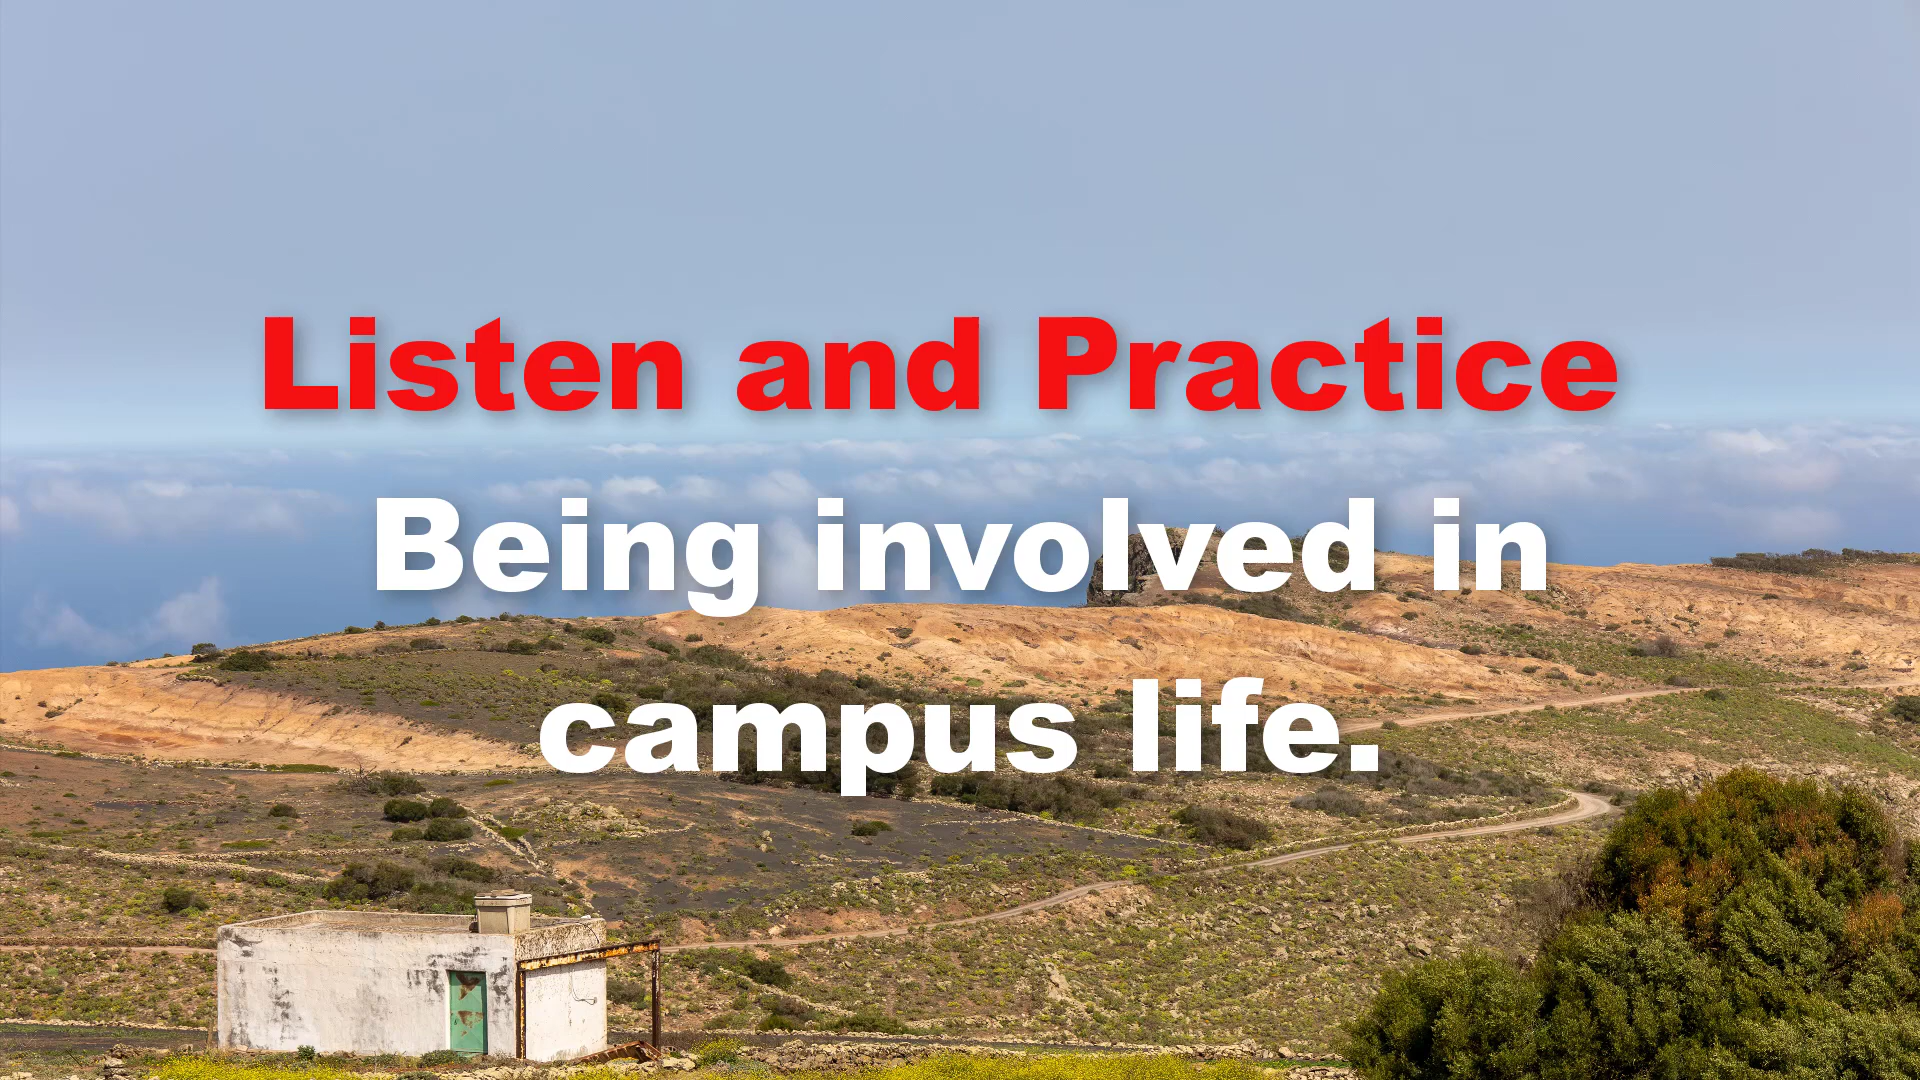 Listen and Practice
Being involved in
campus life.